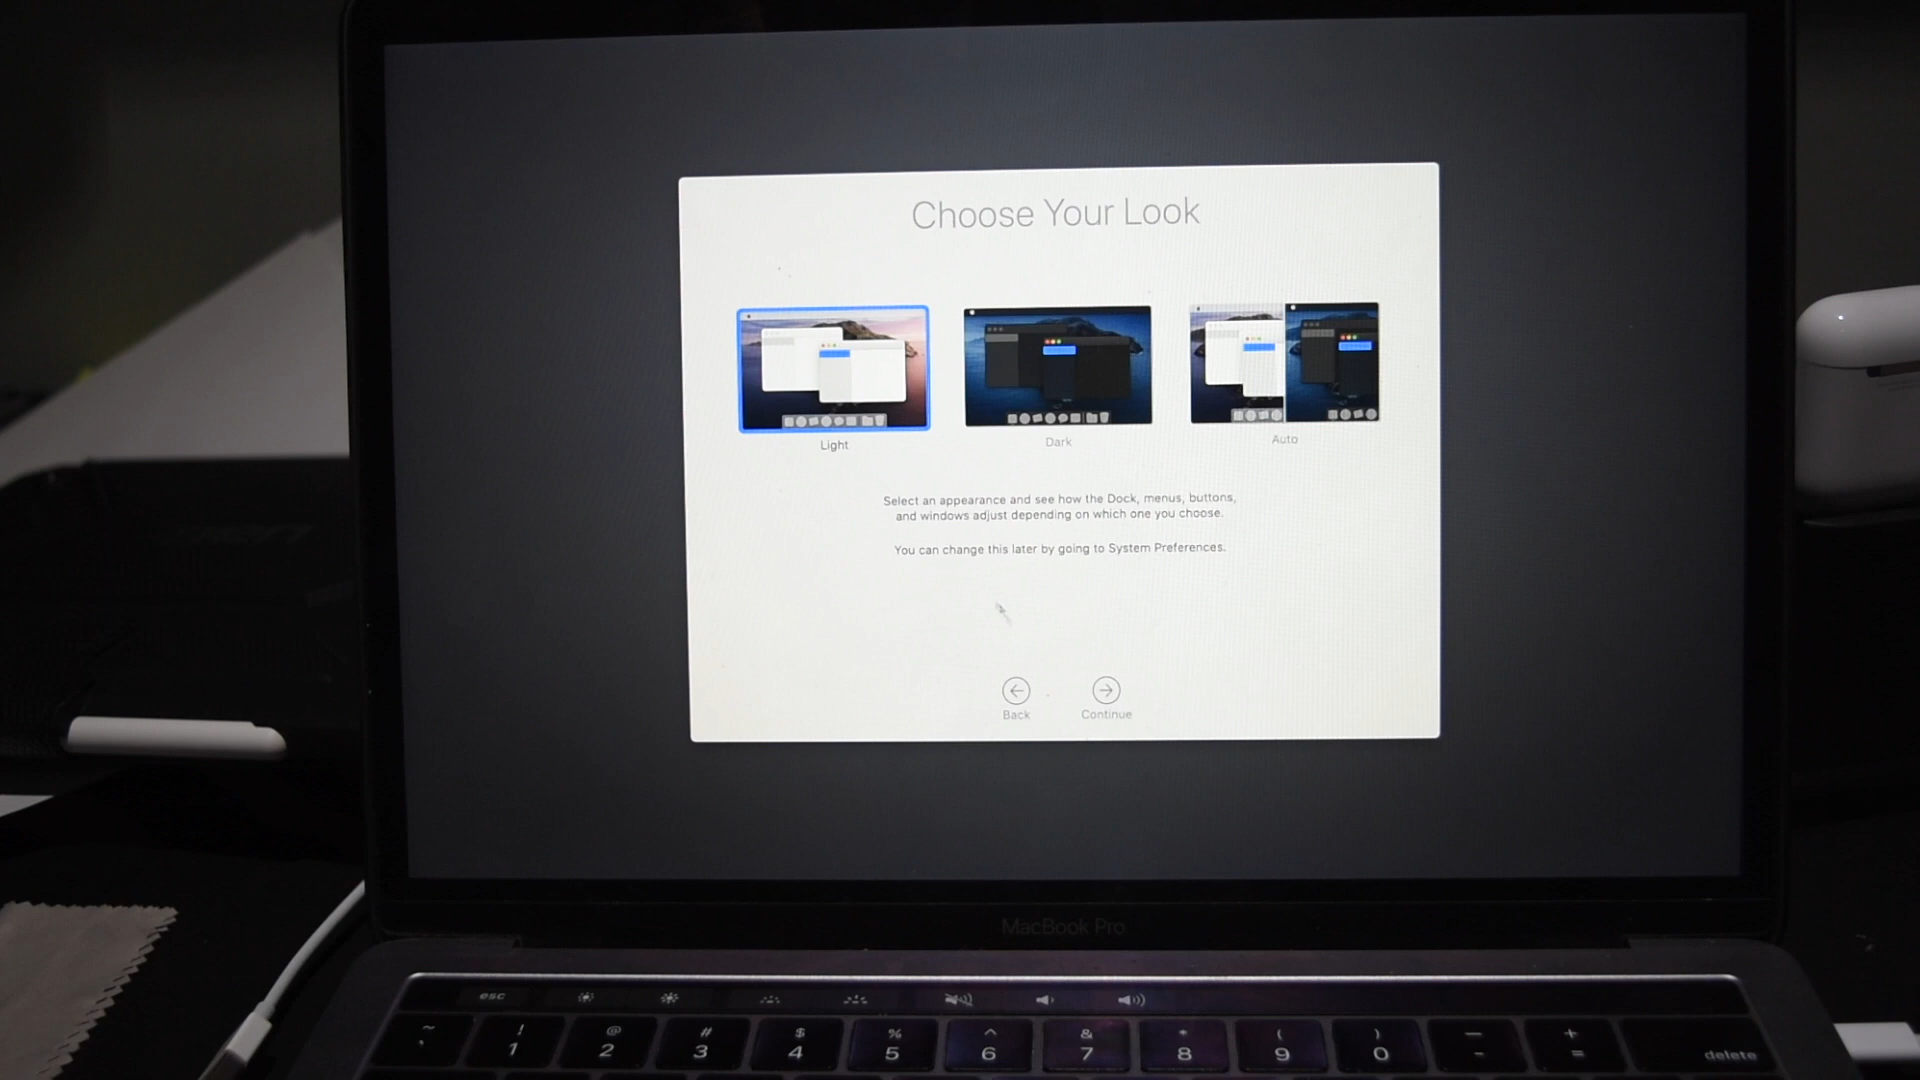 Choose Your Look
Light
Dark
Auto
Select an appearance and see how the Dock, menus, buttons,
and windows adjust depending on which one you choose.
You can change this later by going to System Preferences.
Back
Continue
MacBook Pro
esc
~ ! @ # $ % ^ & * ( ) — +
` 1 2 3 4 5 6 7 8 9 0 - = delete